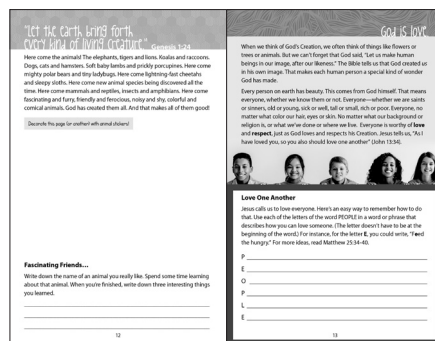 "Let the earth bring forth
every kind of living creature" Genesis 1:24
Here come the animals! The elephants, tigers and lions. Koalas and raccoons.
Dogs, cats and hamsters. Soft baby lambs and prickly porcupines. Here come
mighty polar bears and tiny ladybugs. Here come lightning-fast cheetahs
and sleepy sloths. Here come new animal species being discovered all the
time. Here come mammals and reptiles, insects and amphibians. Here come
fascinating and furry, friendly and ferocious, noisy and shy, colorful and
comical animals. God has created them all. And that makes all of them good!
Decorate this page (or another) with animal stickers!
Fascinating Friends...
Write down the name of an animal you really like. Spend some time learning
about that animal. When you're finished, write down three interesting things
you learned.
12
God is love
When we think of God's Creation, we often think of things like flowers or
trees or animals. But we can't forget that God said, "Let us make human
beings in our image, after our likeness." The Bible tells us that God created us
in his own image. That makes each human person a special kind of wonder
God has made.
Every person on earth has beauty. This comes from God himself. That means
everyone, whether we know them or not. Everyone—whether we are saints
or sinners, old or young, sick or well, tall or small, rich or poor. Everyone, no
matter what color our hair, eyes or skin. No matter what our background or
religion is, or what we've done or where we live. Everyone is worthy of love
and respect, just as God loves and respects his Creation. Jesus tells us, "As I
have loved you, so you also should love one another" (John 13:34).
Love One Another
Jesus calls us to love everyone. Here's an easy way to remember how to do
that. Use each of the letters of the word PEOPLE in a word or phrase that
describes how you can love someone. (The letter doesn't have to be at the
beginning of the word.) For instance, for the letter E, you could write, "Feed
the hungry." For more ideas, read Matthew 25:34-40.
P
E
O
P
L
E
13